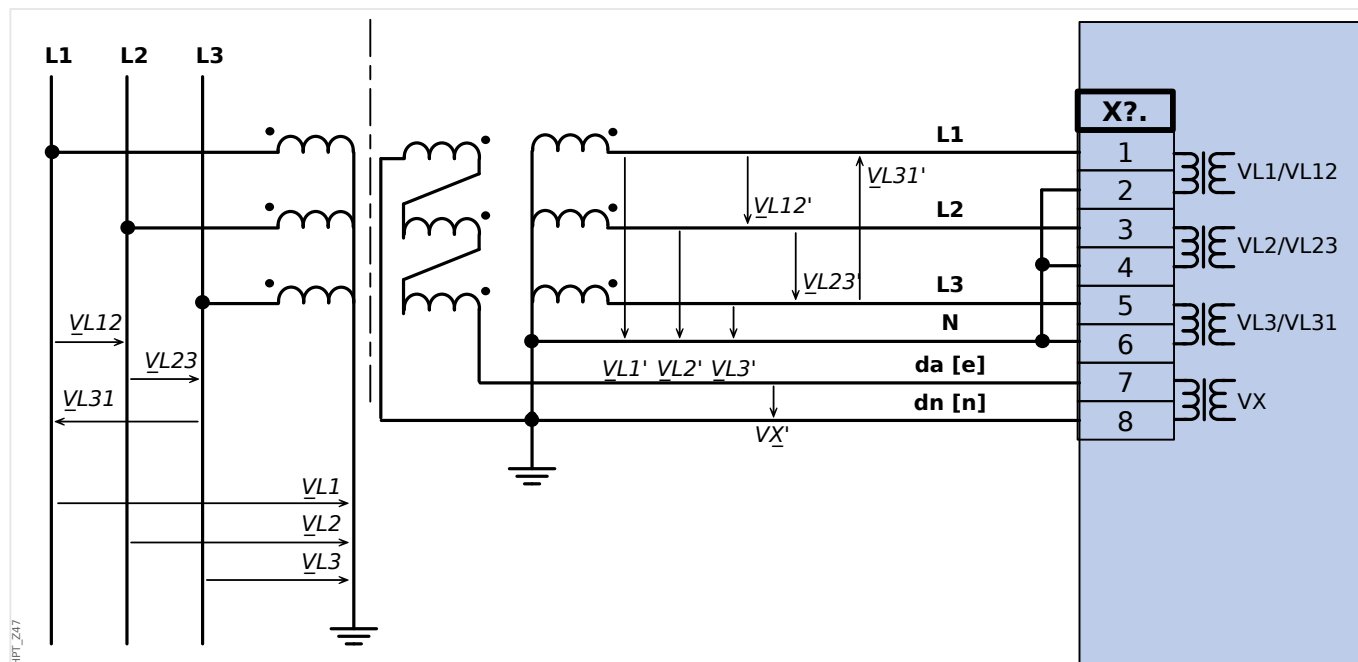 L1 L2 L3
X?.
L1
1
VL31'
VL1/VL12
2
VL12'
L2
3
VL2/VL23
4
VL23'
L3
5
N
VL3/VL31
VL12
6
VL23
VL1' VL2' VL3'
da [e]
7
VL31
dn [n]
VX
8
VX'
VL1
VL2
VL3